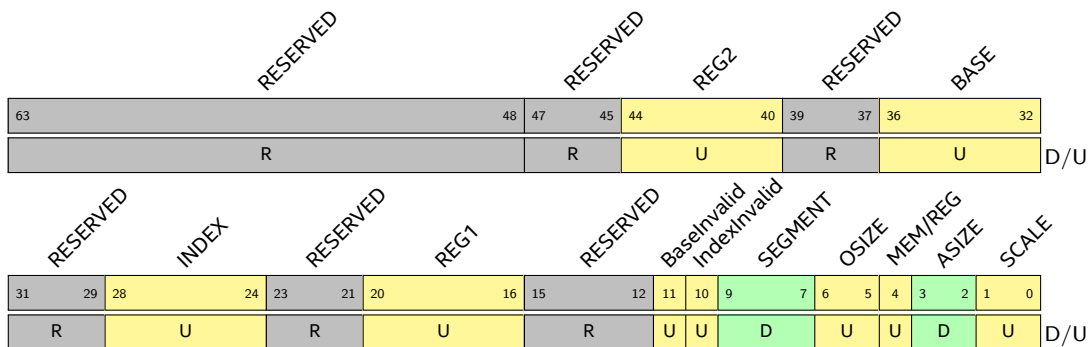 RESERVED RESERVED REG2 RESERVED BASE
63 48 47 45 44 40 39 37 36 32
R R U R U D/U
RESERVED INDEX RESERVED REG1 RESERVED BaseInvalid IndexInvalid SEGMENT OSIZE MEM/REG ASIZE SCALE
31 29 28 24 23 21 20 16 15 12 11 10 9 7 6 5 4 3 2 1 0
R U R U R U U D U U D U D/U